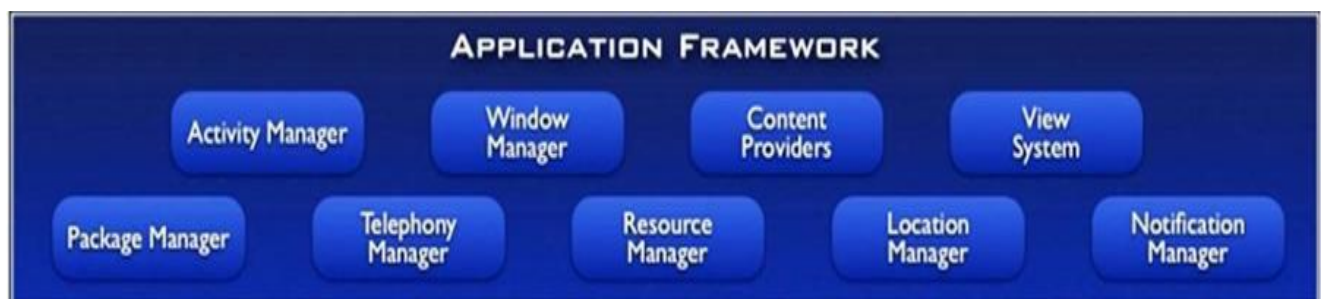 APPLICATION FRAMEWORK
Activity Manager
Window
Manager
Content
Providers
View
System
Package Manager
Telephony
Manager
Resource
Manager
Location
Manager
Notification
Manager